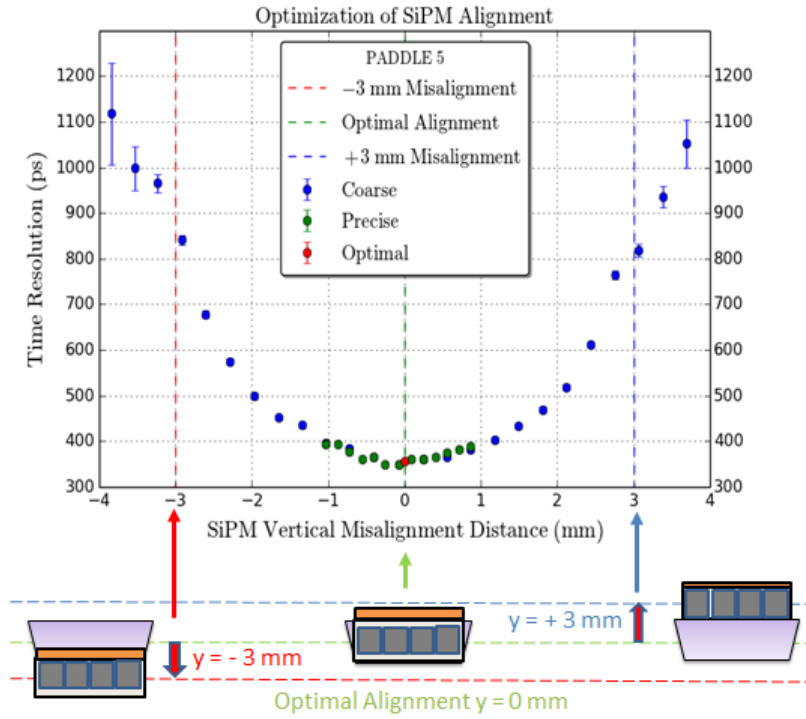 Optimization of SiPM Alignment
PADDLE 5
−3 mm Misalignment
Optimal Alignment
+3 mm Misalignment
Coarse
Precise
Optimal
Time Resolution (ps)
1200
1100
1000
900
800
700
600
500
400
300
1200
1100
1000
900
800
700
600
500
400
300
−4 −3 −2 −1 0 1 2 3 4
SiPM Vertical Misalignment Distance (mm)
y = - 3 mm
y = + 3 mm
Optimal Alignment y = 0 mm